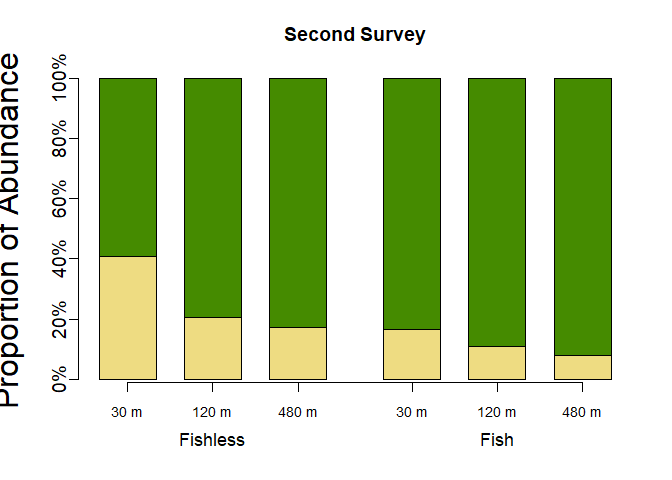 Second Survey
Proportion of Abundance
100%
80%
60%
40%
20%
0%
30 m 120 m 480 m 30 m 120 m 480 m
Fishless Fish